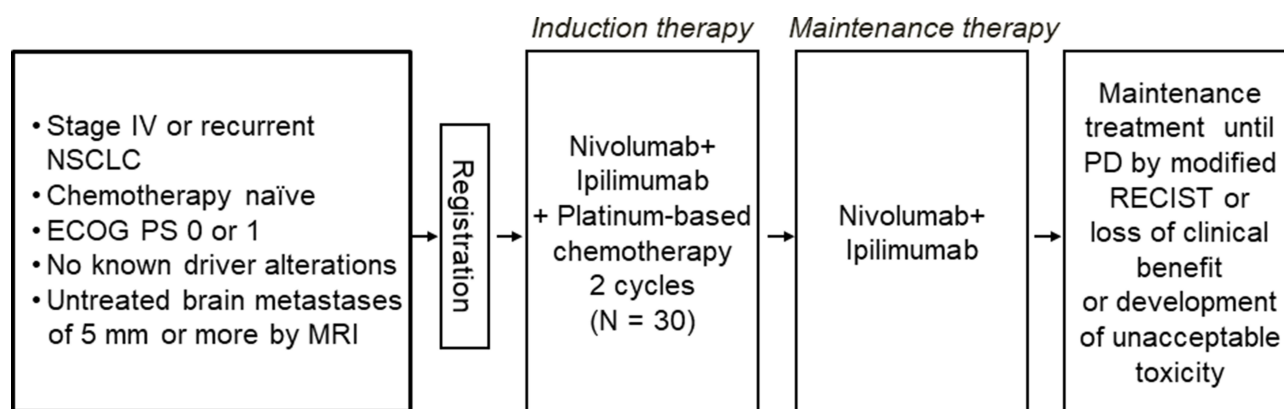 Induction therapy
Maintenance therapy
• Stage IV or recurrent
NSCLC
• Chemotherapy naïve
• ECOG PS 0 or 1
• No known driver alterations
• Untreated brain metastases
of 5 mm or more by MRI
Registration
Nivolumab+
Ipilimumab
+ Platinum-based
chemotherapy
2 cycles
(N = 30)
Nivolumab+
Ipilimumab
Maintenance
treatment until
PD by modified
RECIST or
loss of clinical
benefit
or development
of unacceptable
toxicity